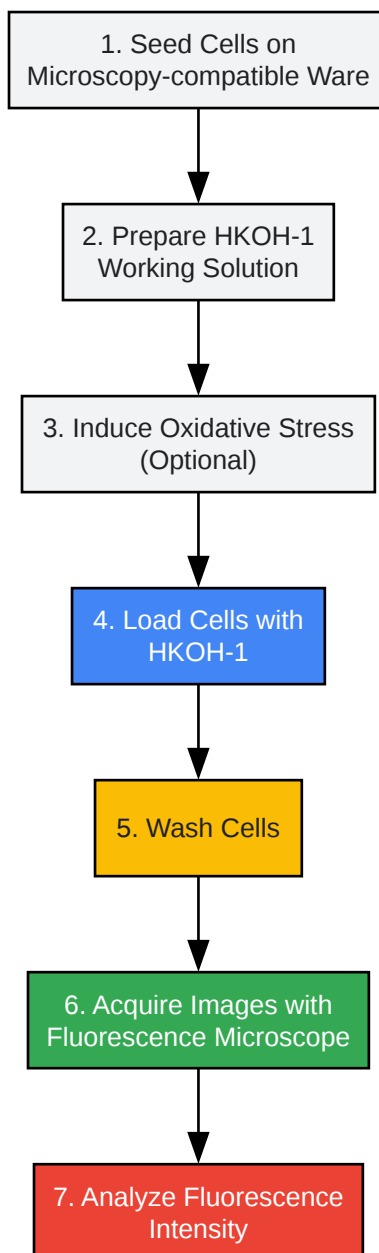 1. Seed Cells on
Microscopy-compatible Ware
2. Prepare HKOH-1
Working Solution
3. Induce Oxidative Stress
(Optional)
4. Load Cells with
HKOH-1
5. Wash Cells
6. Acquire Images with
Fluorescence Microscope
7. Analyze Fluorescence
Intensity